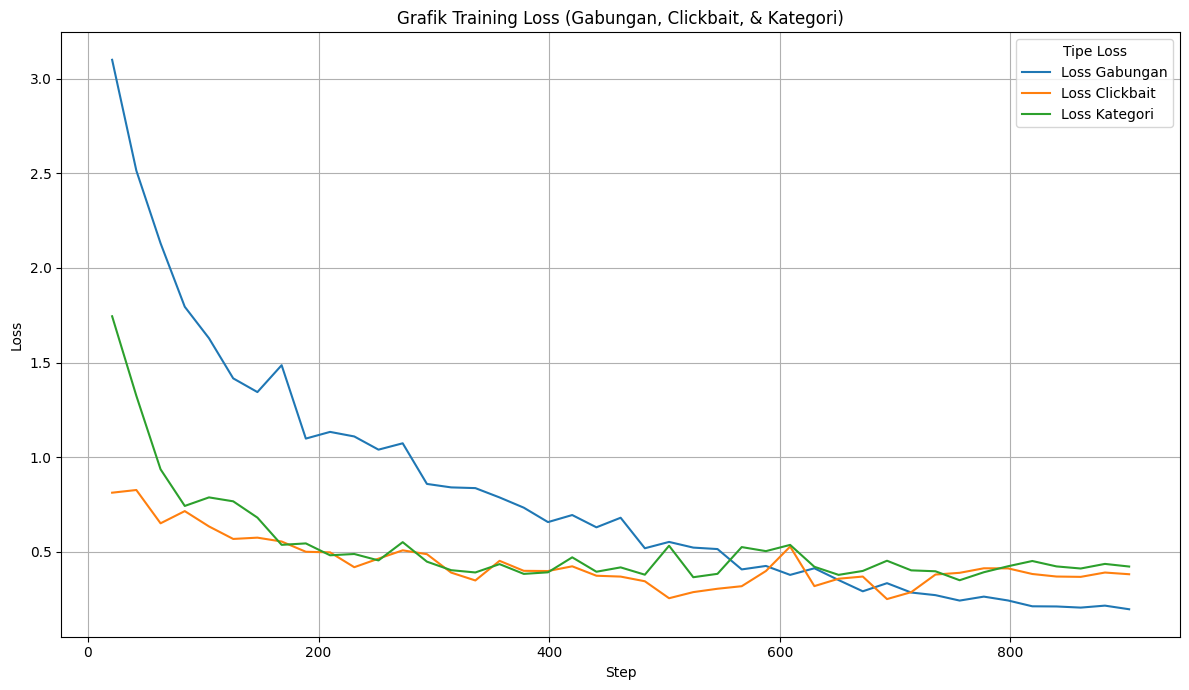 Grafik Training Loss (Gabungan, Clickbait, & Kategori)
Tipe Loss
Loss Gabungan
Loss Clickbait
Loss Kategori
Loss
3.0
2.5
2.0
1.5
1.0
0.5
0 200 400 600 800
Step